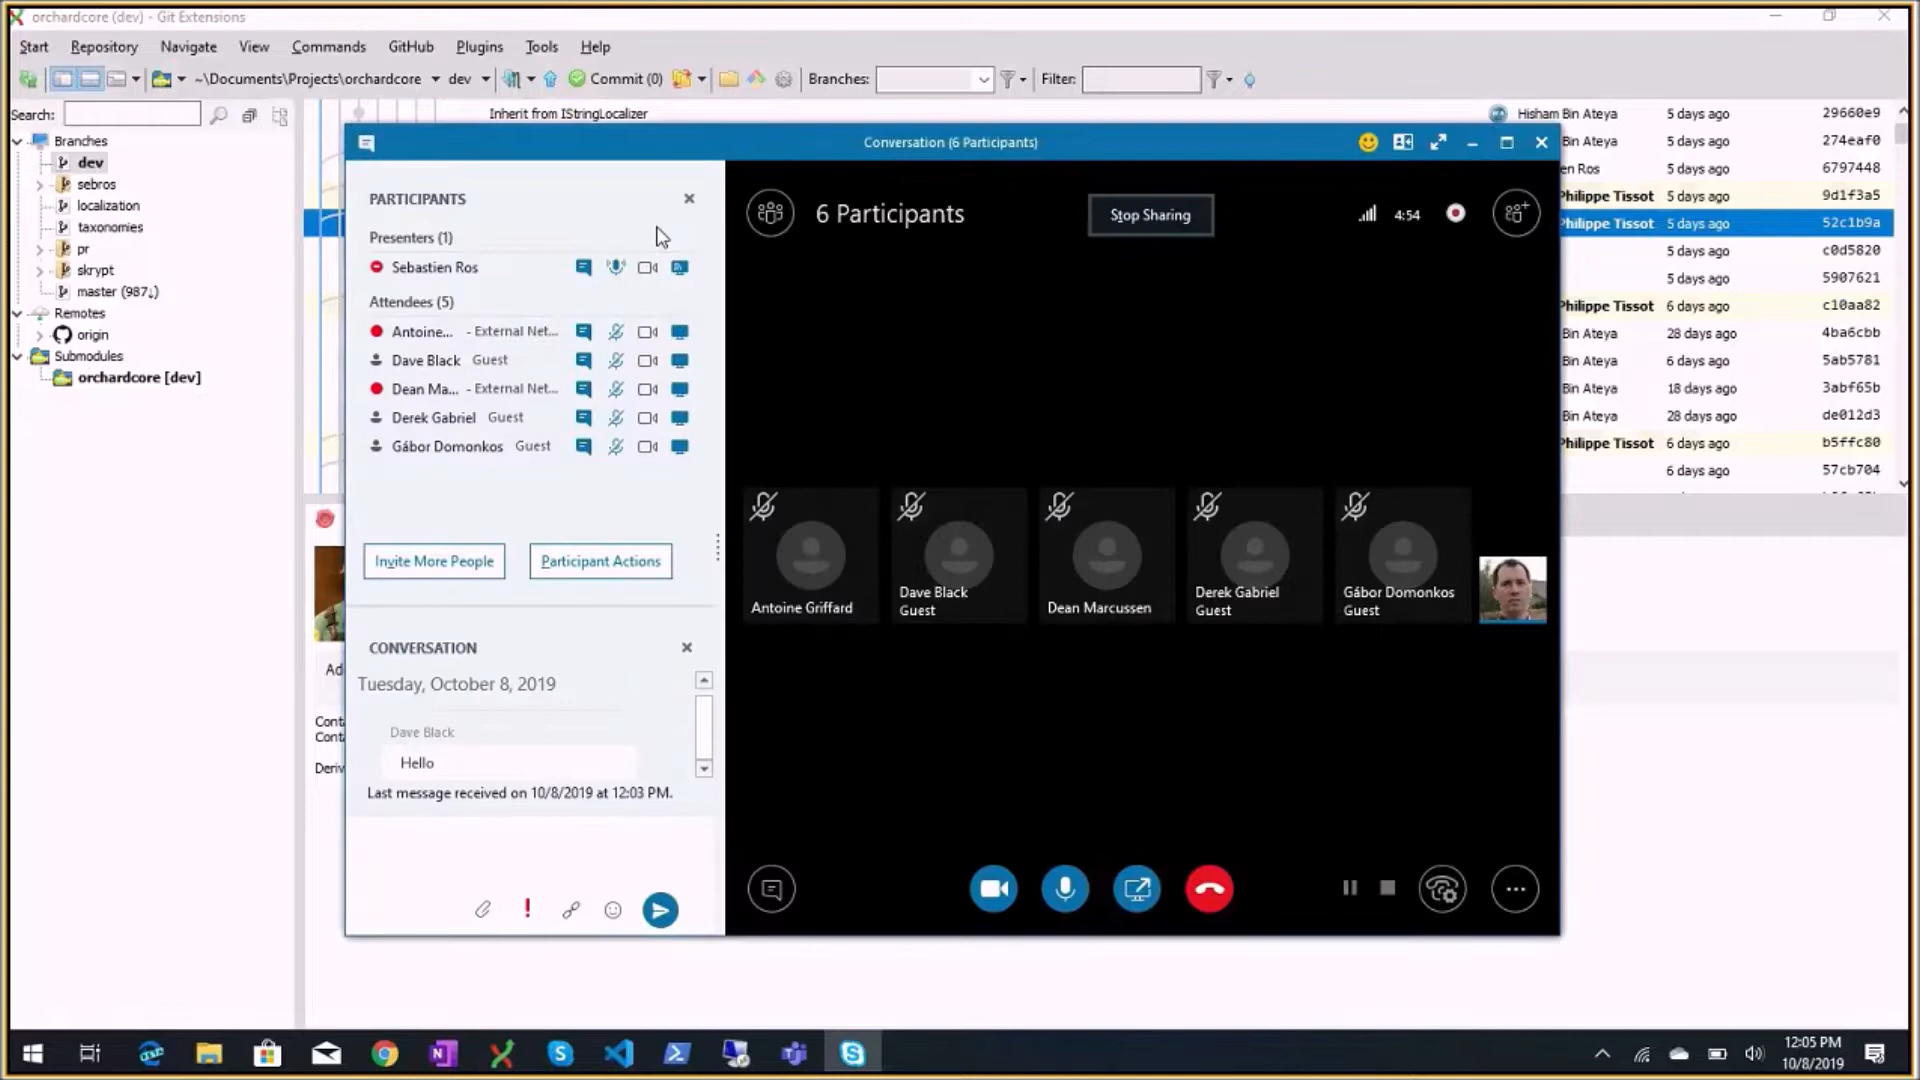 orchardcore (dev) - Git Extensions
Start Repository Navigate View Commands GitHub Plugins Tools Help
~\Documents\Projects\orchardcore dev Commit (0) Branches: Filter:
Search:
Branches
dev
sebros
localization
taxonomies
pr
skrypt
master (987↓)
Remotes
origin
Submodules
orchardcore [dev]
Inherit from IStringLocalizer
Hisham Bin Ateya 5 days ago 29660e9
Bin Ateya 5 days ago 274eaf0
en Ros 5 days ago 6797448
Philippe Tissot 5 days ago 9d1f3a5
Philippe Tissot 5 days ago 52c1b9a
5 days ago c0d5820
5 days ago 5907621
Philippe Tissot 6 days ago c10aa82
Bin Ateya 28 days ago 4ba6cbb
Bin Ateya 6 days ago 5ab5781
Bin Ateya 18 days ago 3abf65b
Bin Ateya 28 days ago de012d3
Philippe Tissot 6 days ago b5ffc80
6 days ago 57cb704
Ad
Cont
Cont
Deriv
Conversation (6 Participants)
PARTICIPANTS
Presenters (1)
Sebastien Ros
Attendees (5)
Antoine... - External Net...
Dave Black Guest
Dean Ma... - External Net...
Derek Gabriel Guest
Gábor Domonkos Guest
Invite More People Participant Actions
CONVERSATION
Tuesday, October 8, 2019
Dave Black
Hello
Last message received on 10/8/2019 at 12:03 PM.
6 Participants Stop Sharing 4:54
Antoine Griffard
Dave Black
Guest
Dean Marcussen
Derek Gabriel
Guest
Gábor Domonkos
Guest
12:05 PM
10/8/2019